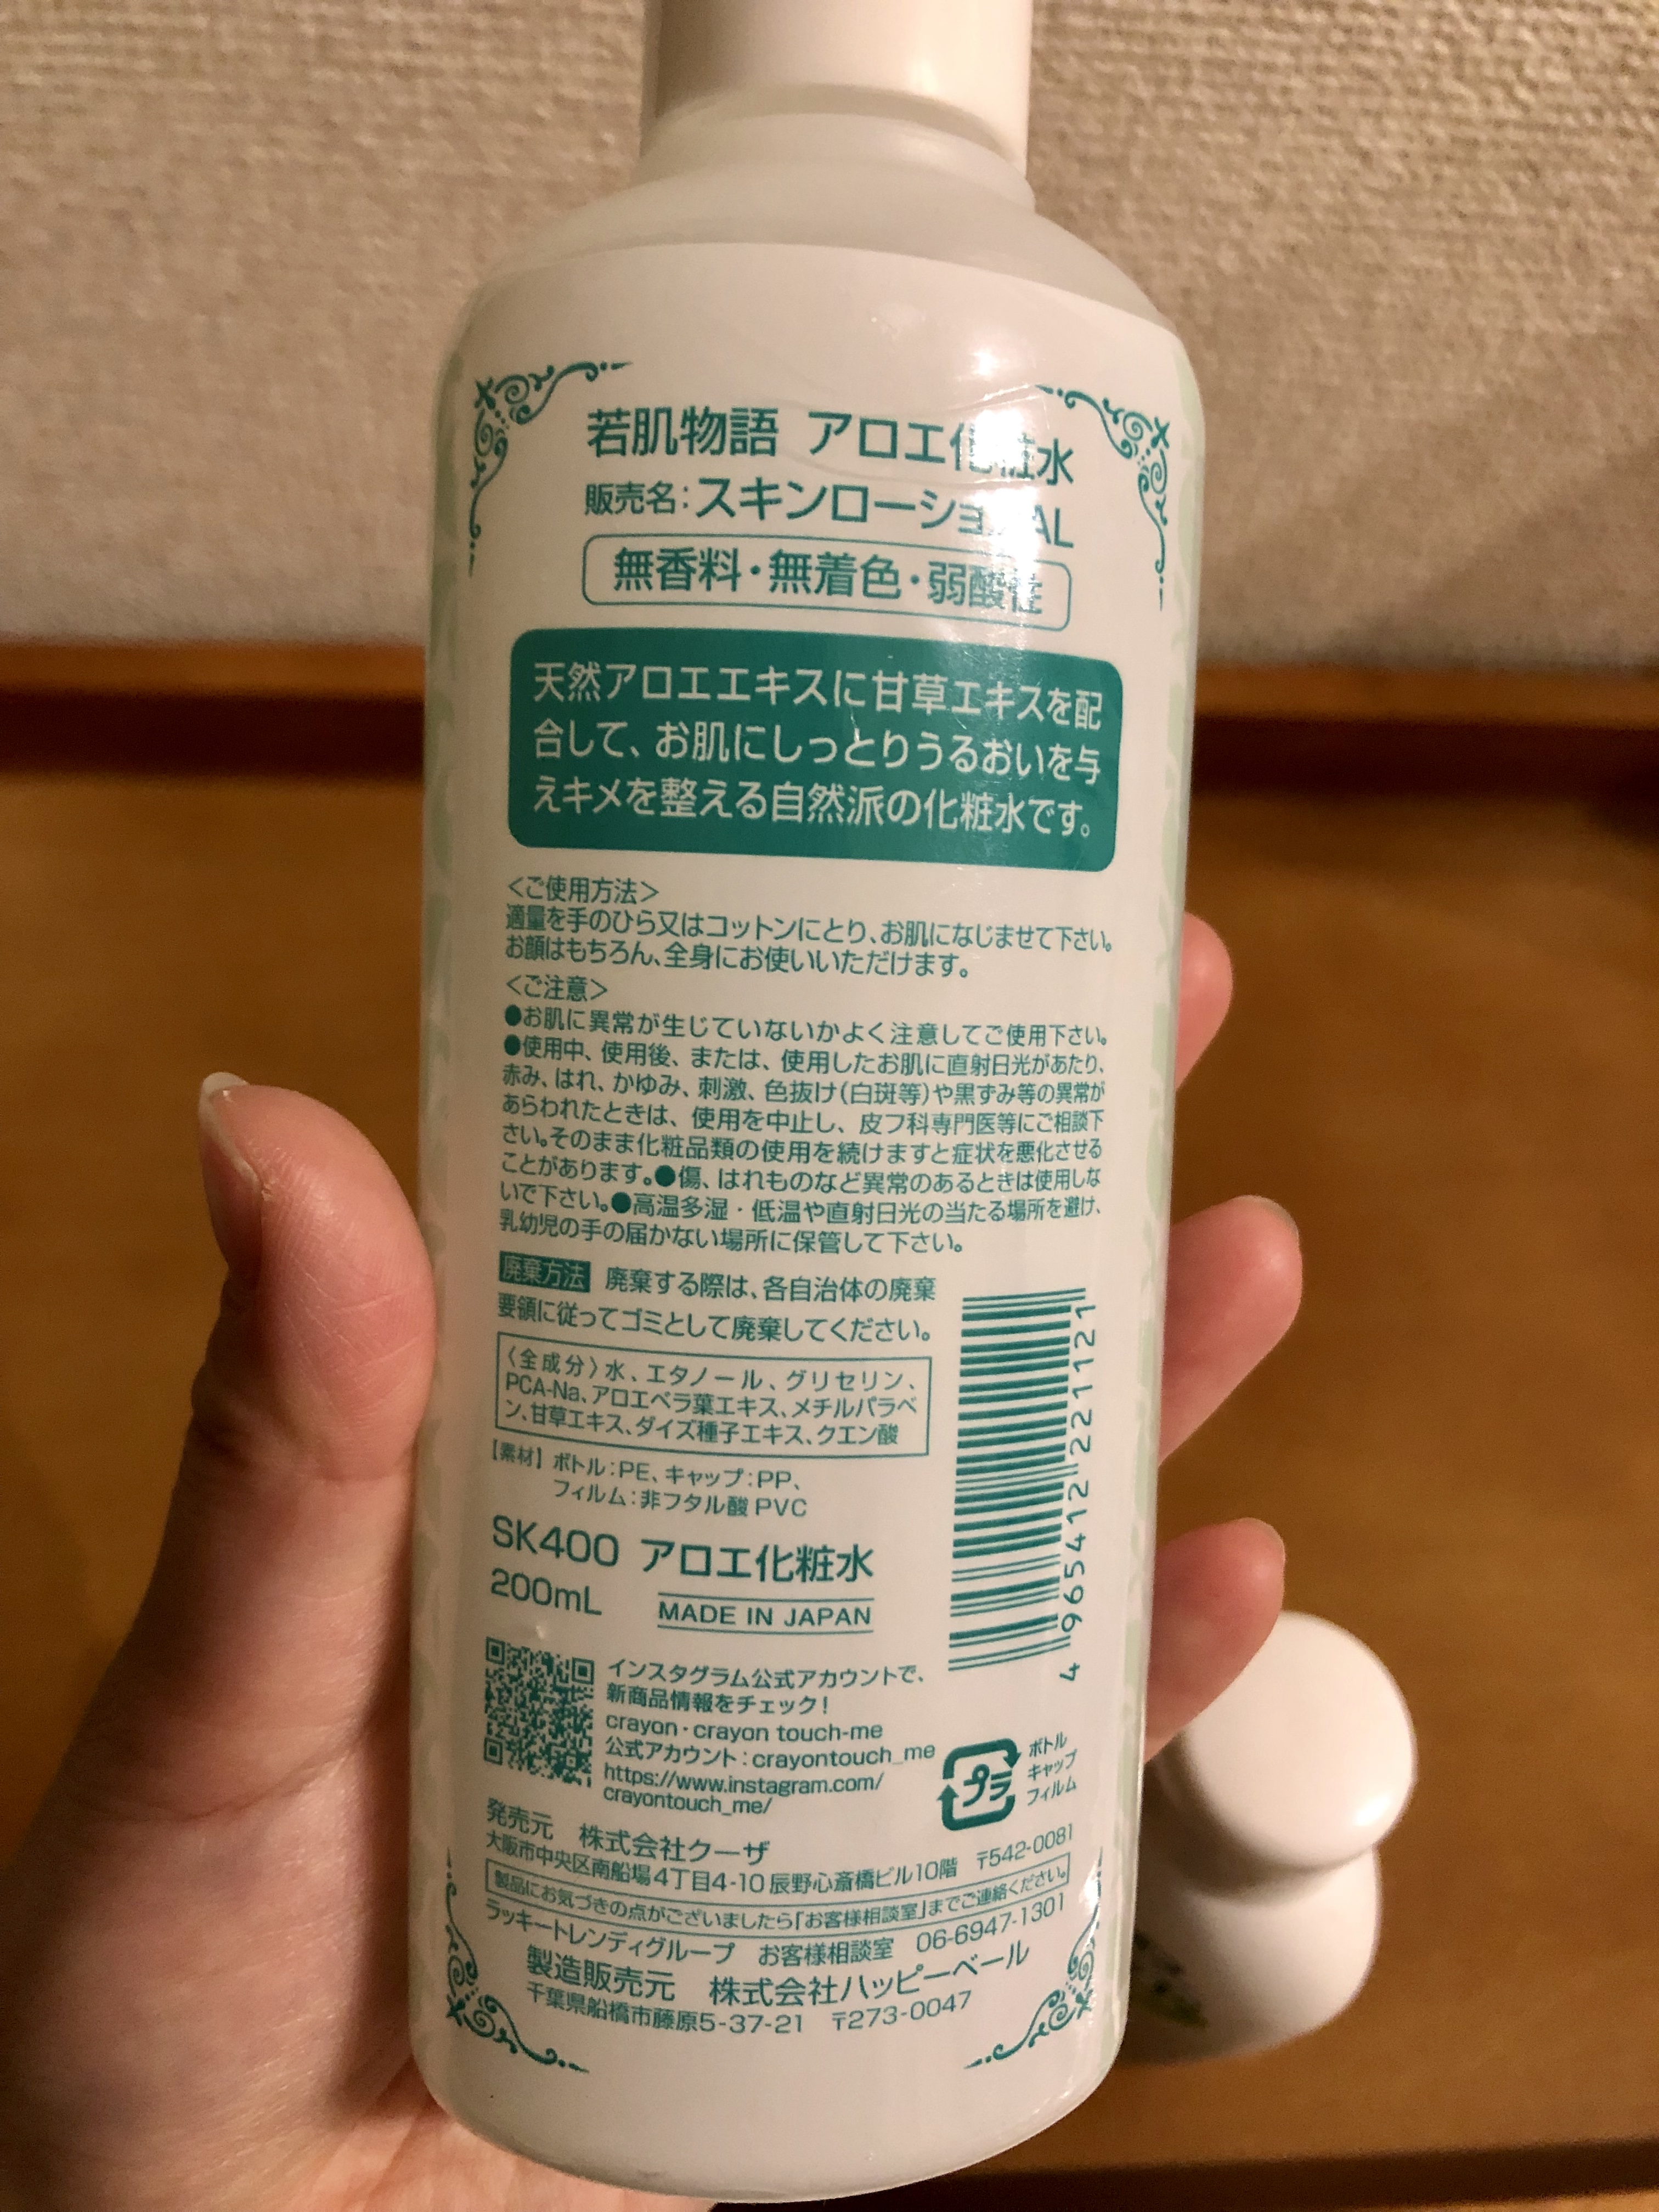 若肌物語 アロエ化粧水
販売名:スキンローションAL
無香料・無着色・弱酸性
天然アロエエキスに甘草エキスを配
合して、お肌にしっとりうるおいを与
えキメを整える自然派の化粧水です。
〈ご使用方法〉
適量を手のひら又はコットンにとり、お肌になじませて下さい。
お顔はもちろん、全身にお使いいただけます。
〈ご注意〉
●お肌に異常が生じていないかよく注意してご使用下さい。
●使用中、使用後、または、使用したお肌に直射日光があたり、
赤み、はれ、かゆみ、刺激、色抜け(白斑等)や黒ずみ等の異常が
あらわれたときは、使用を中止し、皮フ科専門医等にご相談下
さい。そのまま化粧品類の使用を続けますと症状を悪化させる
ことがあります。●傷、はれものなど異常のあるときは使用しな
いで下さい。●高温多湿・低温や直射日光の当たる場所を避け、
乳幼児の手の届かない場所に保管して下さい。
廃棄方法 廃棄する際は、各自治体の廃棄
要領に従ってゴミとして廃棄してください。
〈全成分〉水、エタノール、グリセリン、
PCA-Na、アロエベラ葉エキス、メチルパラベ
ン、甘草エキス、ダイズ種子エキス、クエン酸
【素材】ボトル:PE、キャップ:PP、
フィルム:非フタル酸PVC
SK400 アロエ化粧水
200mL MADE IN JAPAN
4 965412 221121
インスタグラム公式アカウントで、
新商品情報をチェック!
crayon・crayon touch-me
公式アカウント:crayontouch_me
https://www.instagram.com/
crayontouch_me/
プラ
ボトル
キャップ
フィルム
発売元 株式会社クーザ
大阪市中央区南船場4丁目4-10 辰野心斎橋ビル10階 〒542-0081
製品にお気づきの点がございましたら「お客様相談室」までご連絡ください。
ラッキートレンディグループ お客様相談室 06-6947-1301
製造販売元 株式会社ハッピーベール
千葉県船橋市藤原5-37-21 〒273-0047